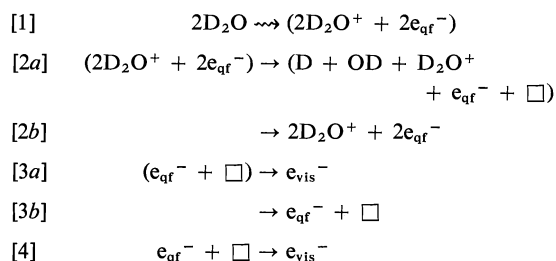 [1] 2D₂O ⇝ (2D₂O⁺ + 2e_qf⁻)
[2a] (2D₂O⁺ + 2e_qf⁻) → (D + OD + D₂O⁺
+ e_qf⁻ + □)
[2b] → 2D₂O⁺ + 2e_qf⁻
[3a] (e_qf⁻ + □) → e_vis⁻
[3b] → e_qf⁻ + □
[4] e_qf⁻ + □ → e_vis⁻